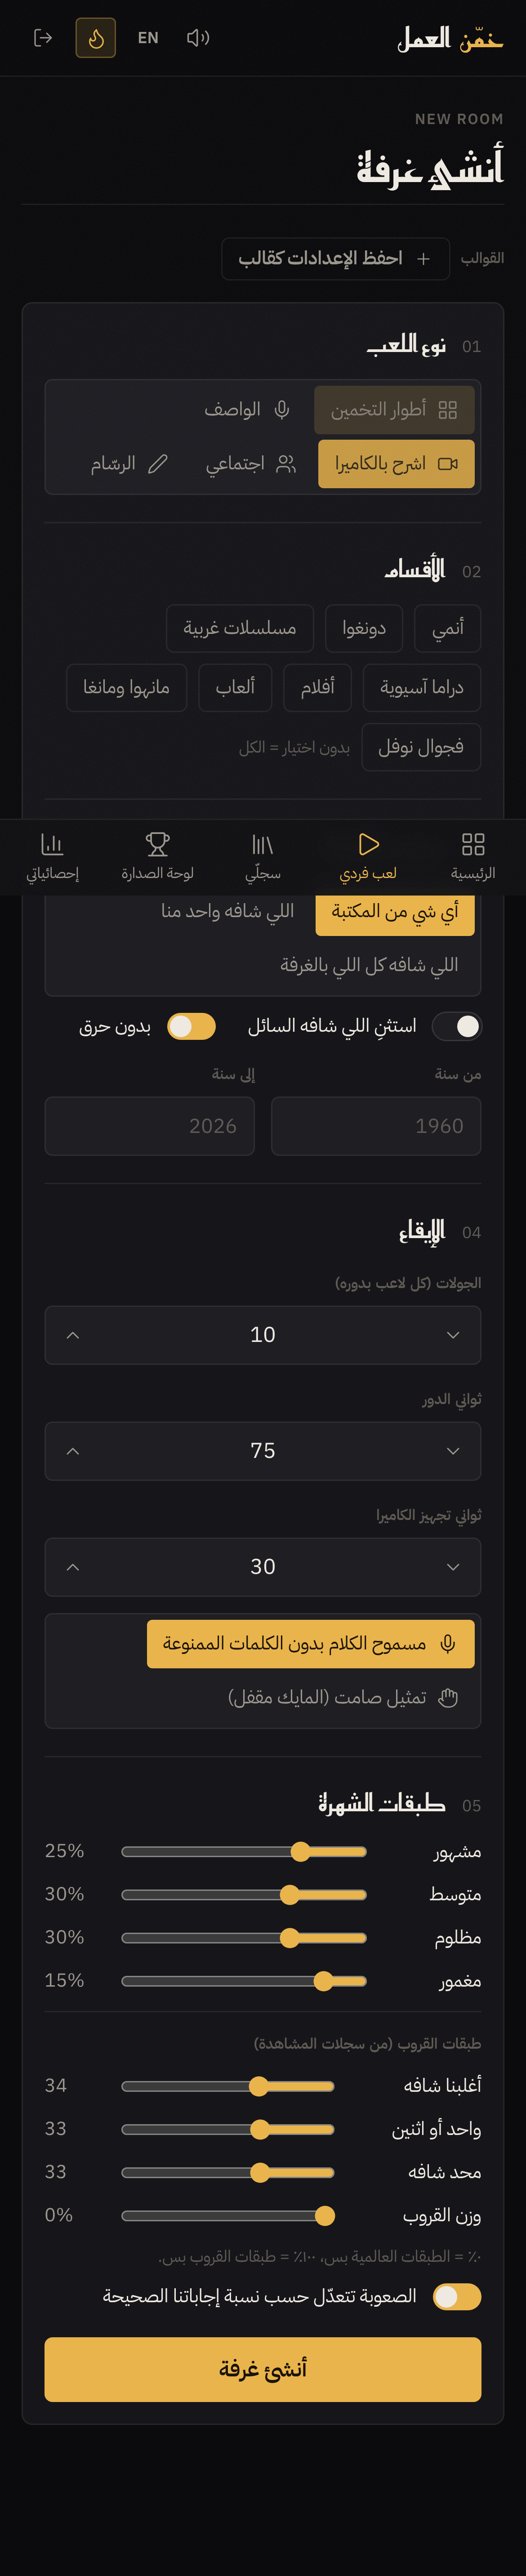 خمّن العمل
EN
NEW ROOM
أنشئ غرفة
القوالب
احفظ الإعدادات كقالب
01 نوع اللعب
أطوار التخمين
الواصف
اشرح بالكاميرا
اجتماعي
الرسّام
02 الأقسام
أنمي
دونغوا
مسلسلات غربية
دراما آسيوية
أفلام
ألعاب
مانهوا ومانغا
فجوال نوفل
بدون اختيار = الكل
الرئيسية
لعب فردي
سجلّي
لوحة الصدارة
إحصائياتي
أي شي من المكتبة
اللي شافه واحد منا
اللي شافه كل اللي بالغرفة
استثنِ اللي شافه السائل
بدون حرق
من سنة
إلى سنة
1960
2026
04 الإيقاع
الجولات (كل لاعب بدوره)
10
ثواني الدور
75
ثواني تجهيز الكاميرا
30
مسموح الكلام بدون الكلمات الممنوعة
تمثيل صامت (المايك مقفل)
05 طبقات الشهرة
مشهور 25%
متوسط 30%
مظلوم 30%
مغمور 15%
طبقات القروب (من سجلات المشاهدة)
أغلبنا شافه 34
واحد أو اثنين 33
محد شافه 33
وزن القروب 0%
٠٪ = الطبقات العالمية بس، ١٠٠٪ = طبقات القروب بس.
الصعوبة تتعدّل حسب نسبة إجاباتنا الصحيحة
أنشئ غرفة